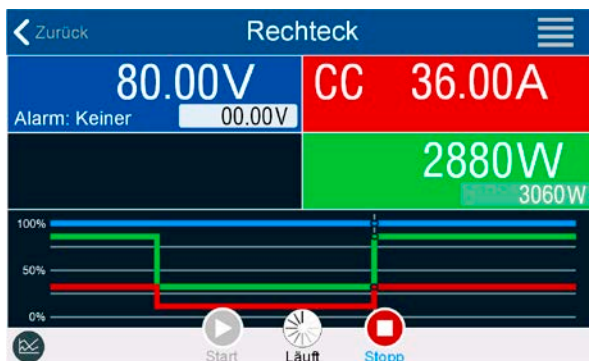 Zurück
Rechteck
80.00V
Alarm: Keiner
00.00V
CC 36.00A
2880W
3060W
100%
50%
0%
Start
Läuft
Stopp